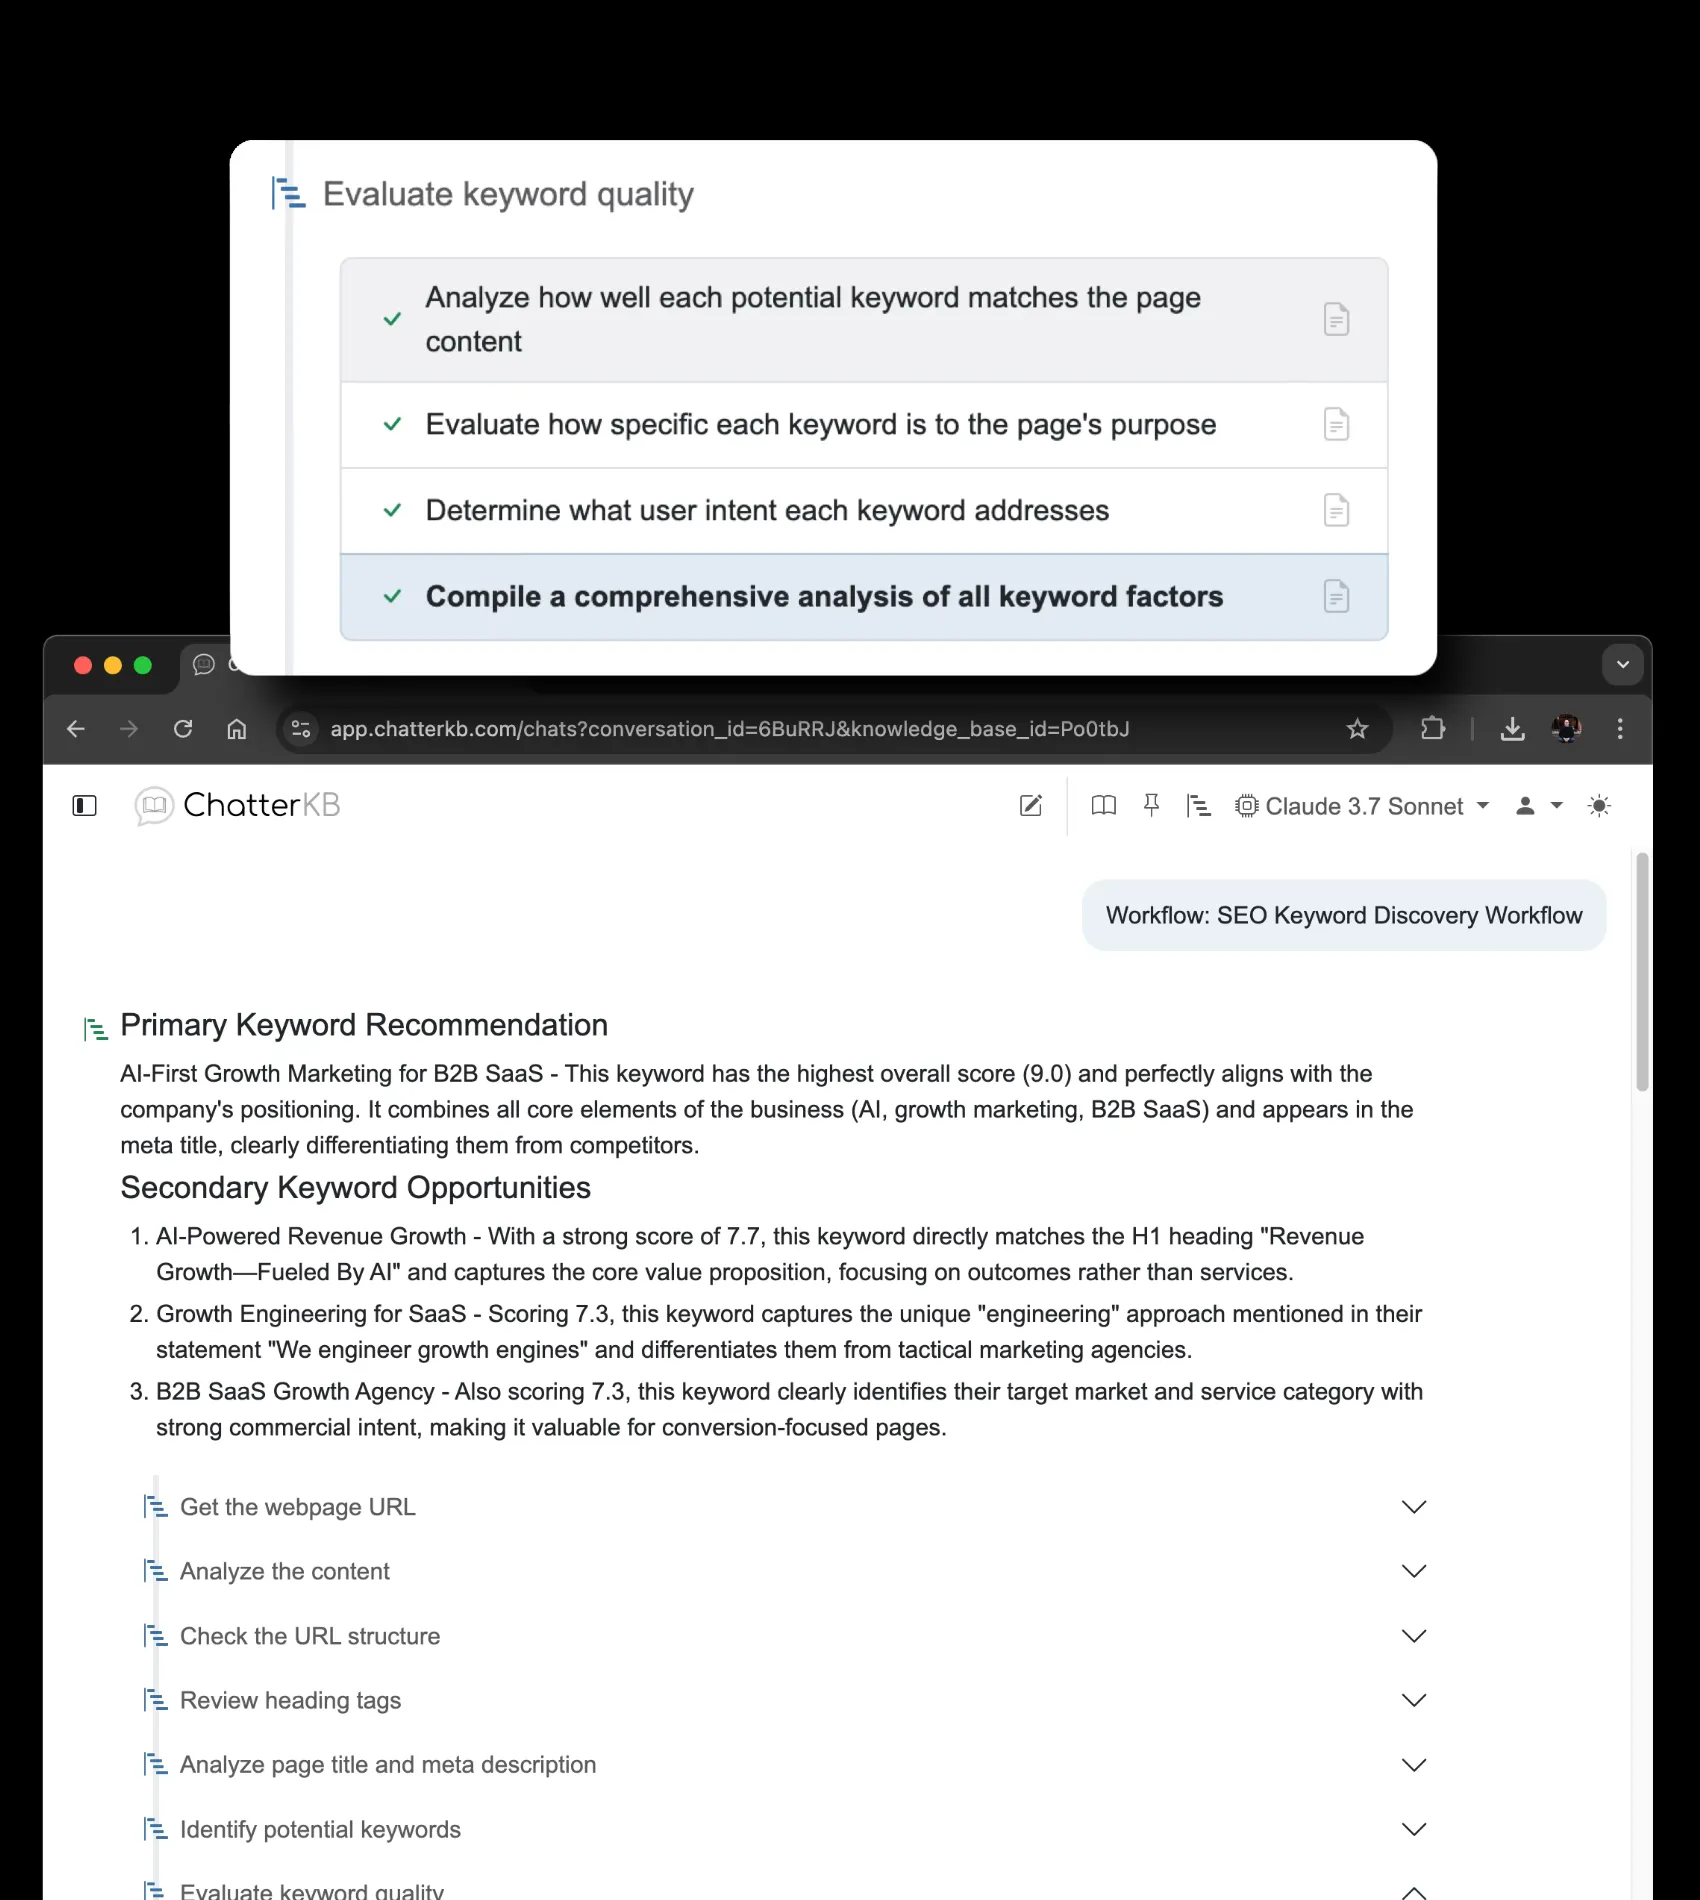 Evaluate keyword quality
Analyze how well each potential keyword matches the page
content
Evaluate how specific each keyword is to the page's purpose
Determine what user intent each keyword addresses
Compile a comprehensive analysis of all keyword factors
app.chatterkb.com/chats?conversation_id=6BuRRJ&knowledge_base_id=Po0tbJ
ChatterKB
Claude 3.7 Sonnet
Workflow: SEO Keyword Discovery Workflow
Primary Keyword Recommendation
AI-First Growth Marketing for B2B SaaS - This keyword has the highest overall score (9.0) and perfectly aligns with the
company's positioning. It combines all core elements of the business (AI, growth marketing, B2B SaaS) and appears in the
meta title, clearly differentiating them from competitors.
Secondary Keyword Opportunities
1. AI-Powered Revenue Growth - With a strong score of 7.7, this keyword directly matches the H1 heading "Revenue
Growth—Fueled By AI" and captures the core value proposition, focusing on outcomes rather than services.
2. Growth Engineering for SaaS - Scoring 7.3, this keyword captures the unique "engineering" approach mentioned in their
statement "We engineer growth engines" and differentiates them from tactical marketing agencies.
3. B2B SaaS Growth Agency - Also scoring 7.3, this keyword clearly identifies their target market and service category with
strong commercial intent, making it valuable for conversion-focused pages.
Get the webpage URL
Analyze the content
Check the URL structure
Review heading tags
Analyze page title and meta description
Identify potential keywords
Evaluate keyword quality